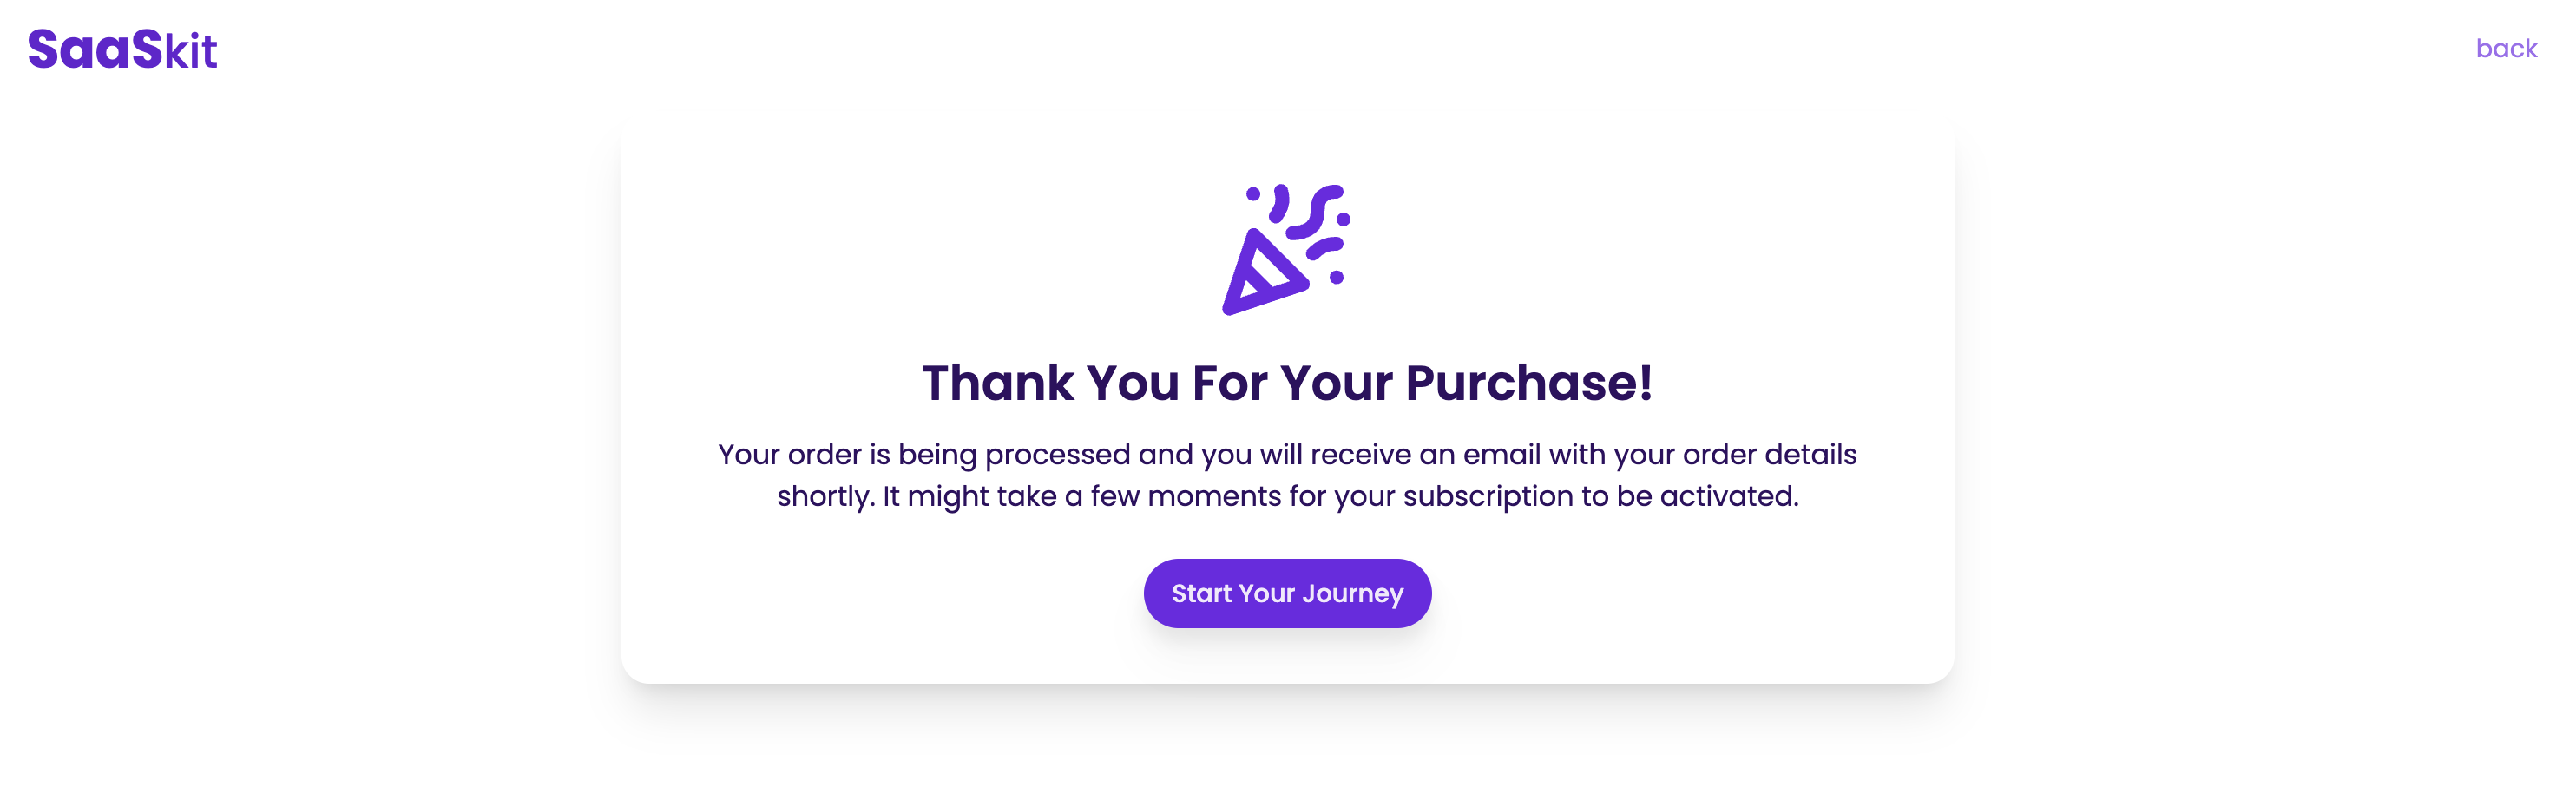 SaaSkit
back
Thank You For Your Purchase!
Your order is being processed and you will receive an email with your order details
shortly. It might take a few moments for your subscription to be activated.
Start Your Journey